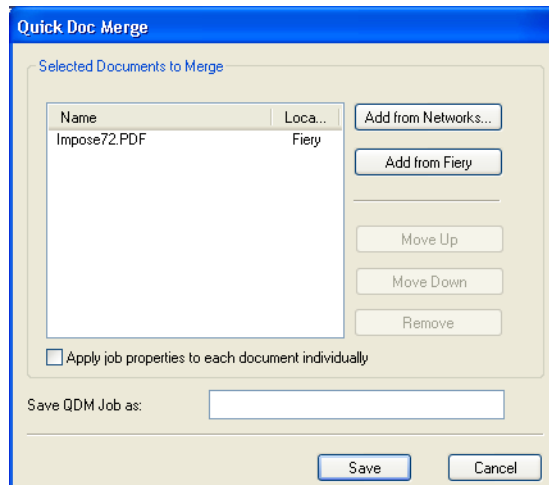 Quick Doc Merge
Selected Documents to Merge
Name Loca...
Impose72.PDF Fiery
Add from Networks...
Add from Fiery
Move Up
Move Down
Remove
Apply job properties to each document individually
Save QDM Job as:
Save Cancel